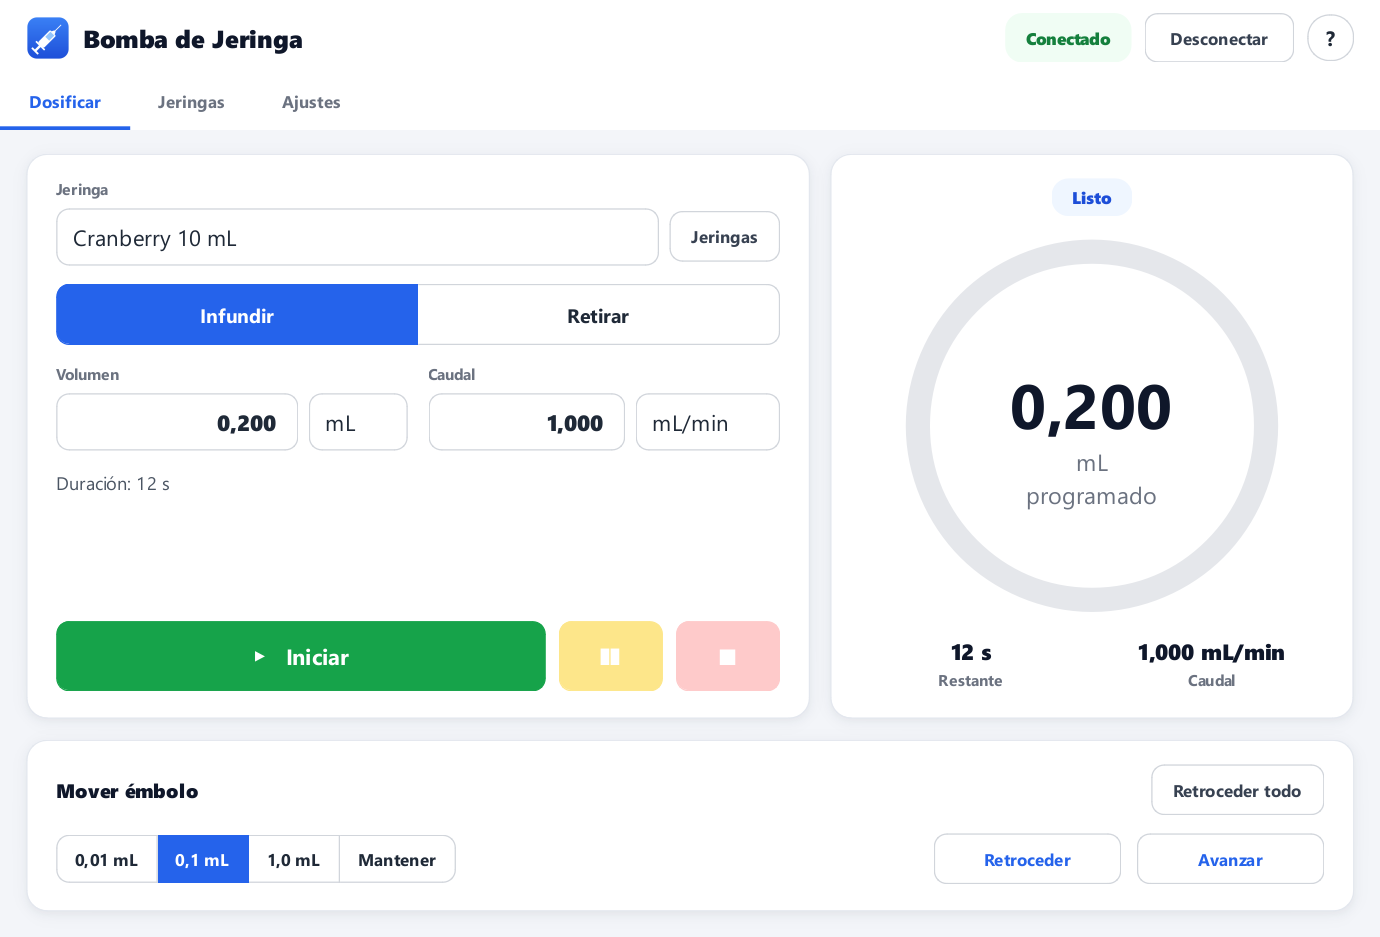 Bomba de Jeringa
Conectado
Desconectar
?
Dosificar
Jeringas
Ajustes
Jeringa
Cranberry 10 mL
Jeringas
Infundir
Retirar
Volumen
Caudal
0,200
mL
1,000
mL/min
Duración: 12 s
Iniciar
Listo
0,200
mL
programado
12 s
1,000 mL/min
Restante
Caudal
Mover émbolo
Retroceder todo
0,01 mL
0,1 mL
1,0 mL
Mantener
Retroceder
Avanzar